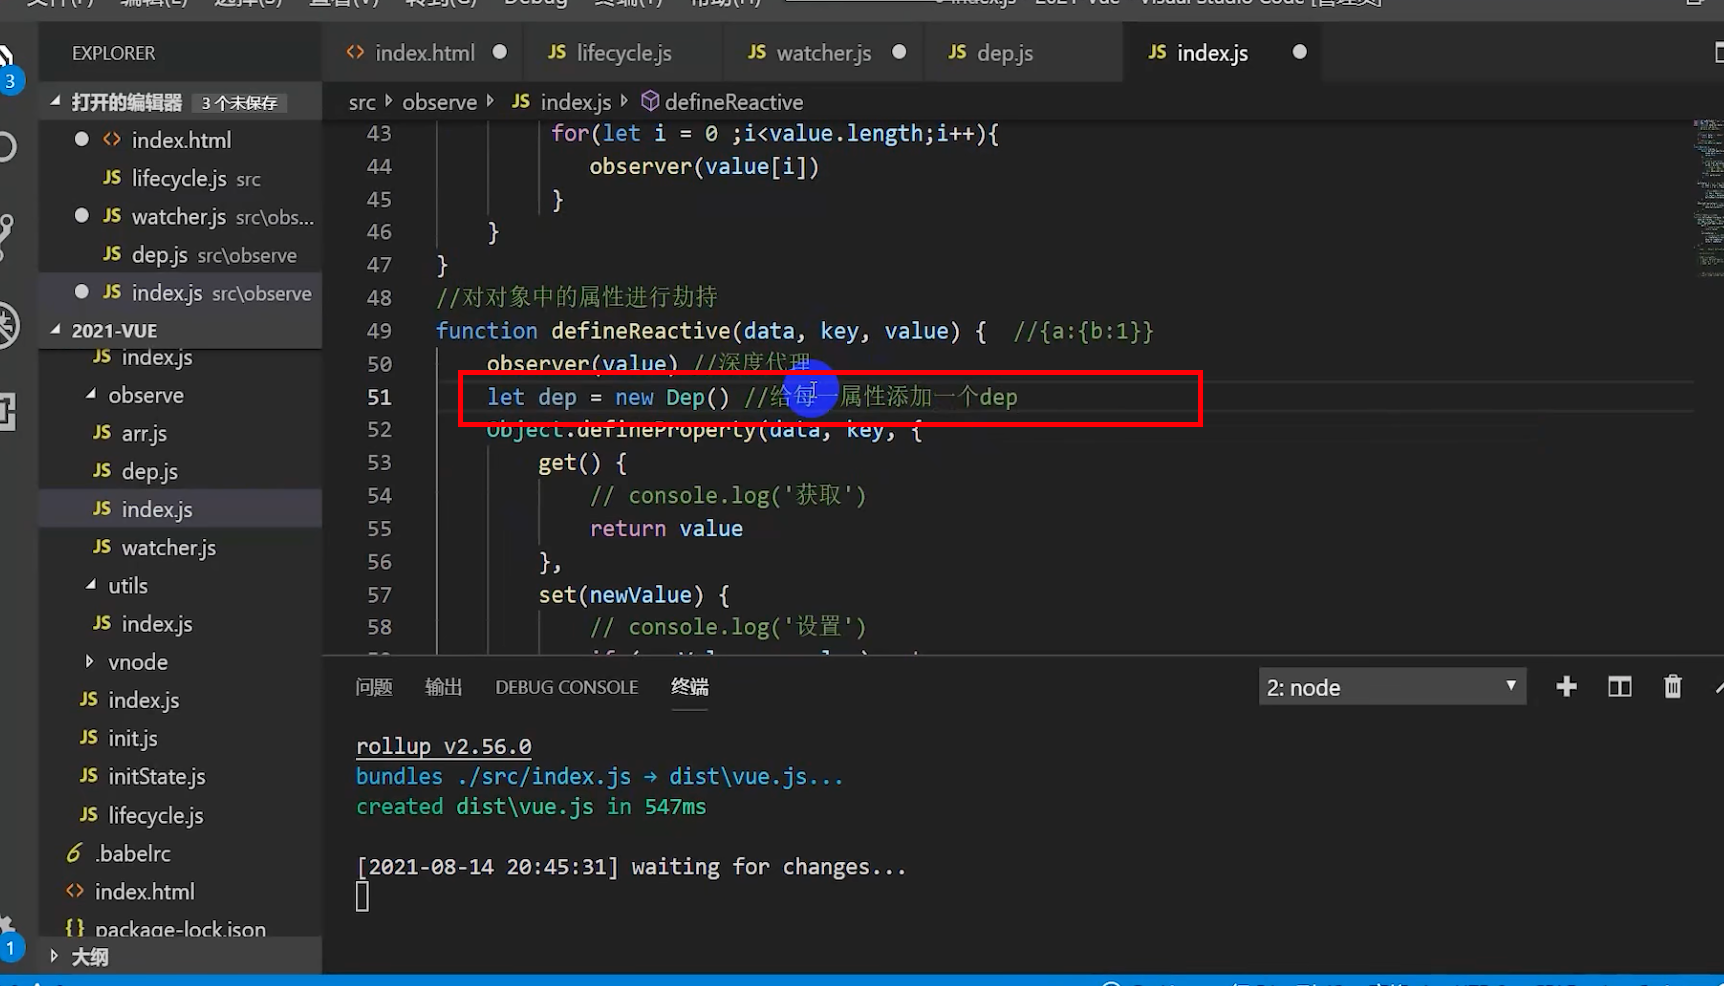 EXPLORER
index.html
JS lifecycle.js
JS watcher.js
JS dep.js
JS index.js
打开的编辑器 3 个未保存
index.html
JS lifecycle.js src
JS watcher.js src\obs...
JS dep.js src\observe
JS index.js src\observe
2021-VUE
JS index.js
observe
JS arr.js
JS dep.js
JS index.js
JS watcher.js
utils
JS index.js
vnode
JS index.js
JS init.js
JS initState.js
JS lifecycle.js
.babelrc
index.html
{} package-lock.json
大纲
3
1
src observe JS index.js defineReactive
43 for(let i = 0 ;i<value.length;i++){
44 observer(value[i])
45 }
46 }
47 }
48 //对对象中的属性进行劫持
49 function defineReactive(data, key, value) { //{a:{b:1}}
50 observer(value) //深度代理
51 let dep = new Dep() //给每一属性添加一个dep
52 Object.defineProperty(data, key, {
53 get() {
54 // console.log('获取')
55 return value
56 },
57 set(newValue) {
58 // console.log('设置')
问题 输出 DEBUG CONSOLE 终端
2: node
rollup v2.56.0
bundles ./src/index.js → dist\vue.js...
created dist\vue.js in 547ms
[2021-08-14 20:45:31] waiting for changes...